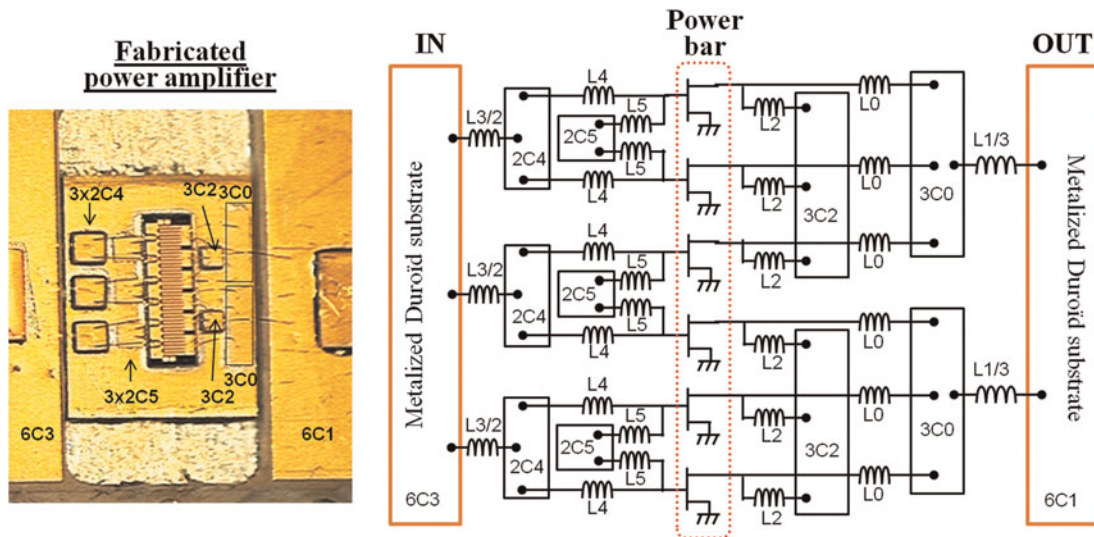 Fabricated
power amplifier
3x2C4
3C2
3C0
3x2C5
3C2
3C0
6C3
6C1
IN
Power
bar
OUT
Metalized Duroïd substrate
6C3
L3/2
2C4
L4
2C5
L5
L5
L4
L3/2
2C4
L4
2C5
L5
L5
L4
L3/2
2C4
L4
2C5
L5
L5
L4
L2
L2
L2
3C2
L0
L0
L0
3C0
L1/3
L2
L2
L2
3C2
L0
L0
L0
3C0
L1/3
Metalized Duroïd substrate
6C1